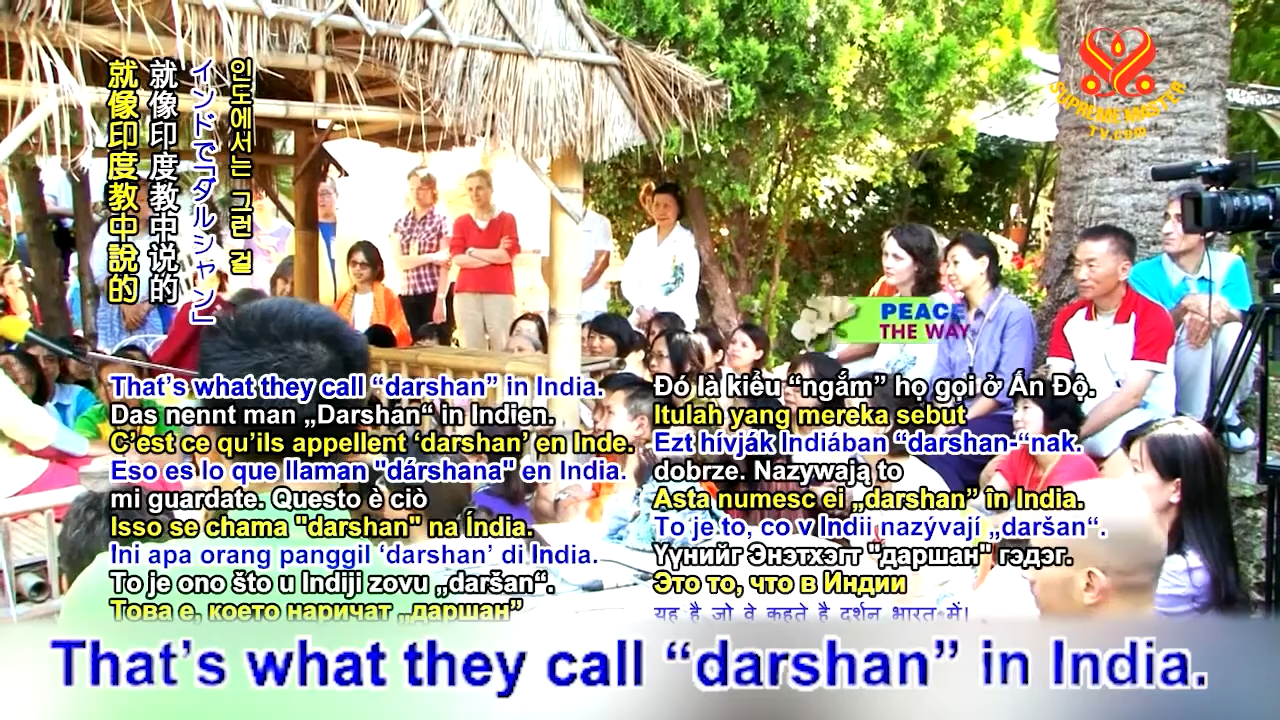 SUPREME MASTER
TV.com
인도에서는 그런 걸
インドで「ダルシャン」
就像印度教中说的
就像印度教中說的
PEACE
THE WAY
That's what they call “darshan” in India.
Das nennt man „Darshan“ in Indien.
C'est ce qu'ils appellent ‘darshan’ en Inde.
Eso es lo que llaman "dárshana" en India.
mi guardate. Questo è ciò
Isso se chama "darshan" na Índia.
Ini apa orang panggil ‘darshan’ di India.
To je ono što u Indiji zovu „daršan“.
Това е, което наричат „даршан”
Đó là kiểu “ngắm” họ gọi ở Ấn Độ.
Itulah yang mereka sebut
Ezt hívják Indiában “darshan-“nak.
dobrze. Nazywają to
Asta numesc ei „darshan” în India.
To je to, co v Indii nazývají „daršan“.
Үүнийг Энэтхэгт "даршан" гэдэг.
Это то, что в Индии
यह है जो वे कहते है दर्शन भारत में।
That's what they call “darshan” in India.